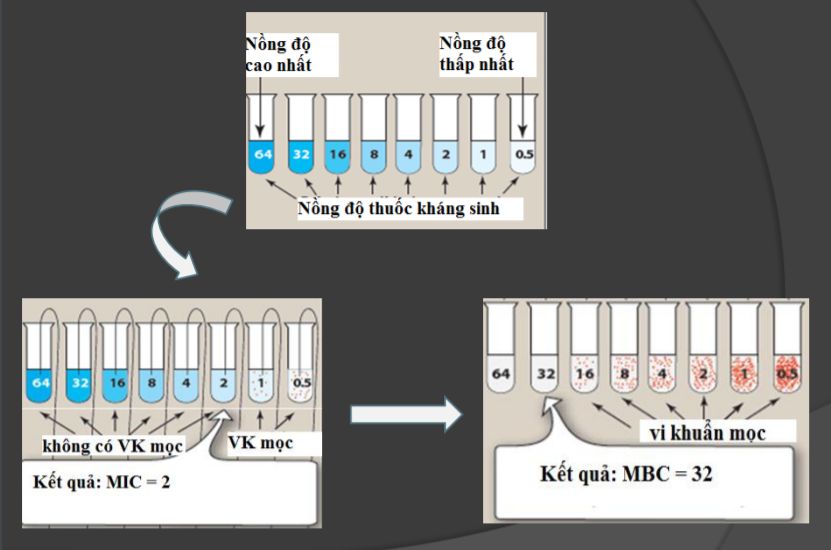 Nồng độ
cao nhất
Nồng độ
thấp nhất
64 32 16 8 4 2 1 0.5
Nồng độ thuốc kháng sinh
64 32 16 8 4 2 1 0.5
không có VK mọc
VK mọc
Kết quả: MIC = 2
64 32 16 8 4 2 1 0.5
vi khuẩn mọc
Kết quả: MBC = 32